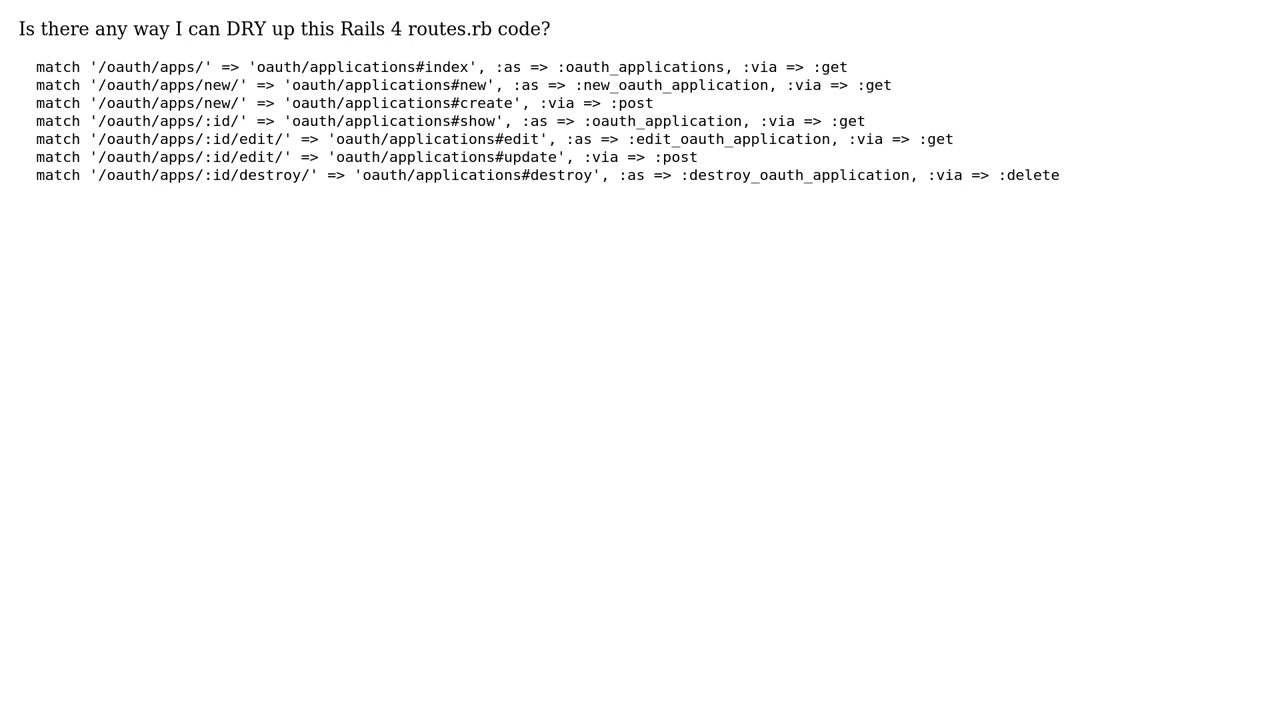 Is there any way I can DRY up this Rails 4 routes.rb code?
match '/oauth/apps/' => 'oauth/applications#index', :as => :oauth_applications, :via => :get
match '/oauth/apps/new/' => 'oauth/applications#new', :as => :new_oauth_application, :via => :get
match '/oauth/apps/new/' => 'oauth/applications#create', :via => :post
match '/oauth/apps/:id/' => 'oauth/applications#show', :as => :oauth_application, :via => :get
match '/oauth/apps/:id/edit/' => 'oauth/applications#edit', :as => :edit_oauth_application, :via => :get
match '/oauth/apps/:id/edit/' => 'oauth/applications#update', :via => :post
match '/oauth/apps/:id/destroy/' => 'oauth/applications#destroy', :as => :destroy_oauth_application, :via => :delete